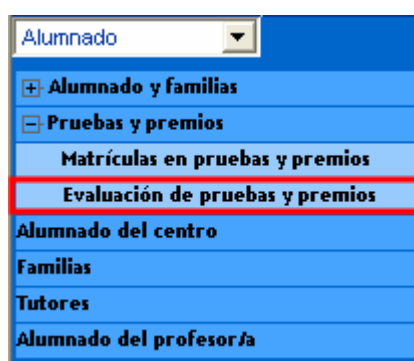 Alumnado
Alumnado y familias
Pruebas y premios
Matrículas en pruebas y premios
Evaluación de pruebas y premios
Alumnado del centro
Familias
Tutores
Alumnado del profesor/a